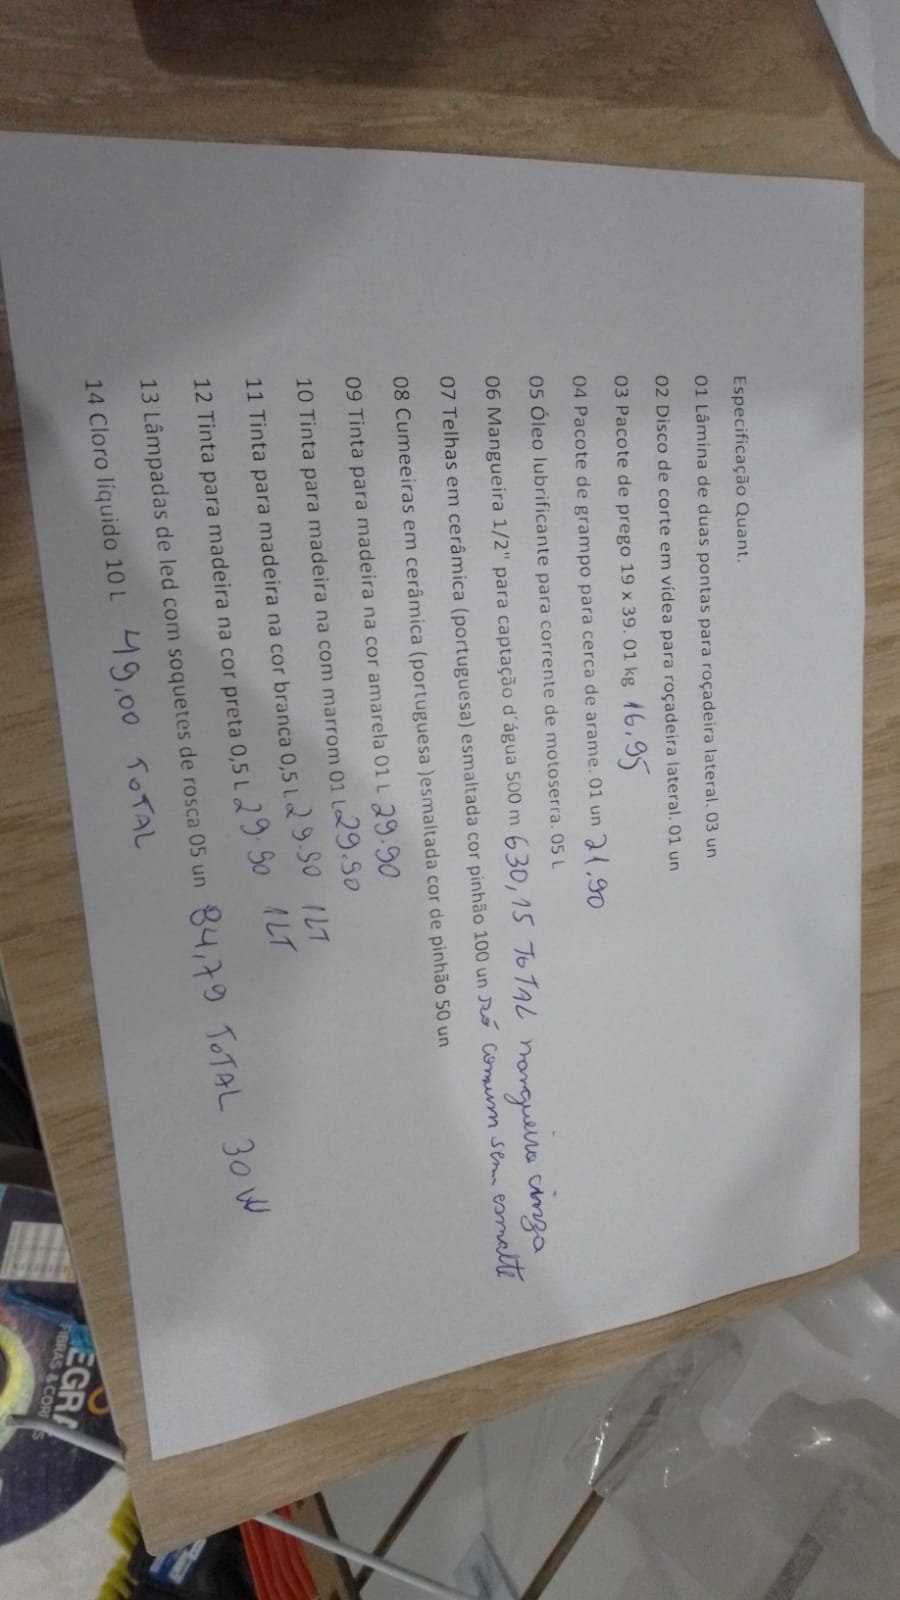 Especificação Quant.
01 Lâmina de duas pontas para roçadeira lateral. 03 un
02 Disco de corte em vídea para roçadeira lateral. 01 un
03 Pacote de prego 19 x 39. 01 kg 16,95
04 Pacote de grampo para cerca de arame. 01 un 21,90
05 Óleo lubrificante para corrente de motoserra. 05 L
06 Mangueira 1/2" para captação d´água 500 m 630,15 TOTAL mangueira cinza
07 Telhas em cerâmica (portuguesa) esmaltada cor pinhão 100 un só comum sem esmalte
08 Cumeeiras em cerâmica (portuguesa )esmaltada cor de pinhão 50 un
09 Tinta para madeira na cor amarela 01 L 29.90
10 Tinta para madeira na com marrom 01 L 29.90
11 Tinta para madeira na cor branca 0,5 L 29.90 1LT
12 Tinta para madeira na cor preta 0,5 L 29.90 1LT
13 Lâmpadas de led com soquetes de rosca 05 un 84,79 TOTAL 30W
14 Cloro líquido 10 L 49,00 TOTAL